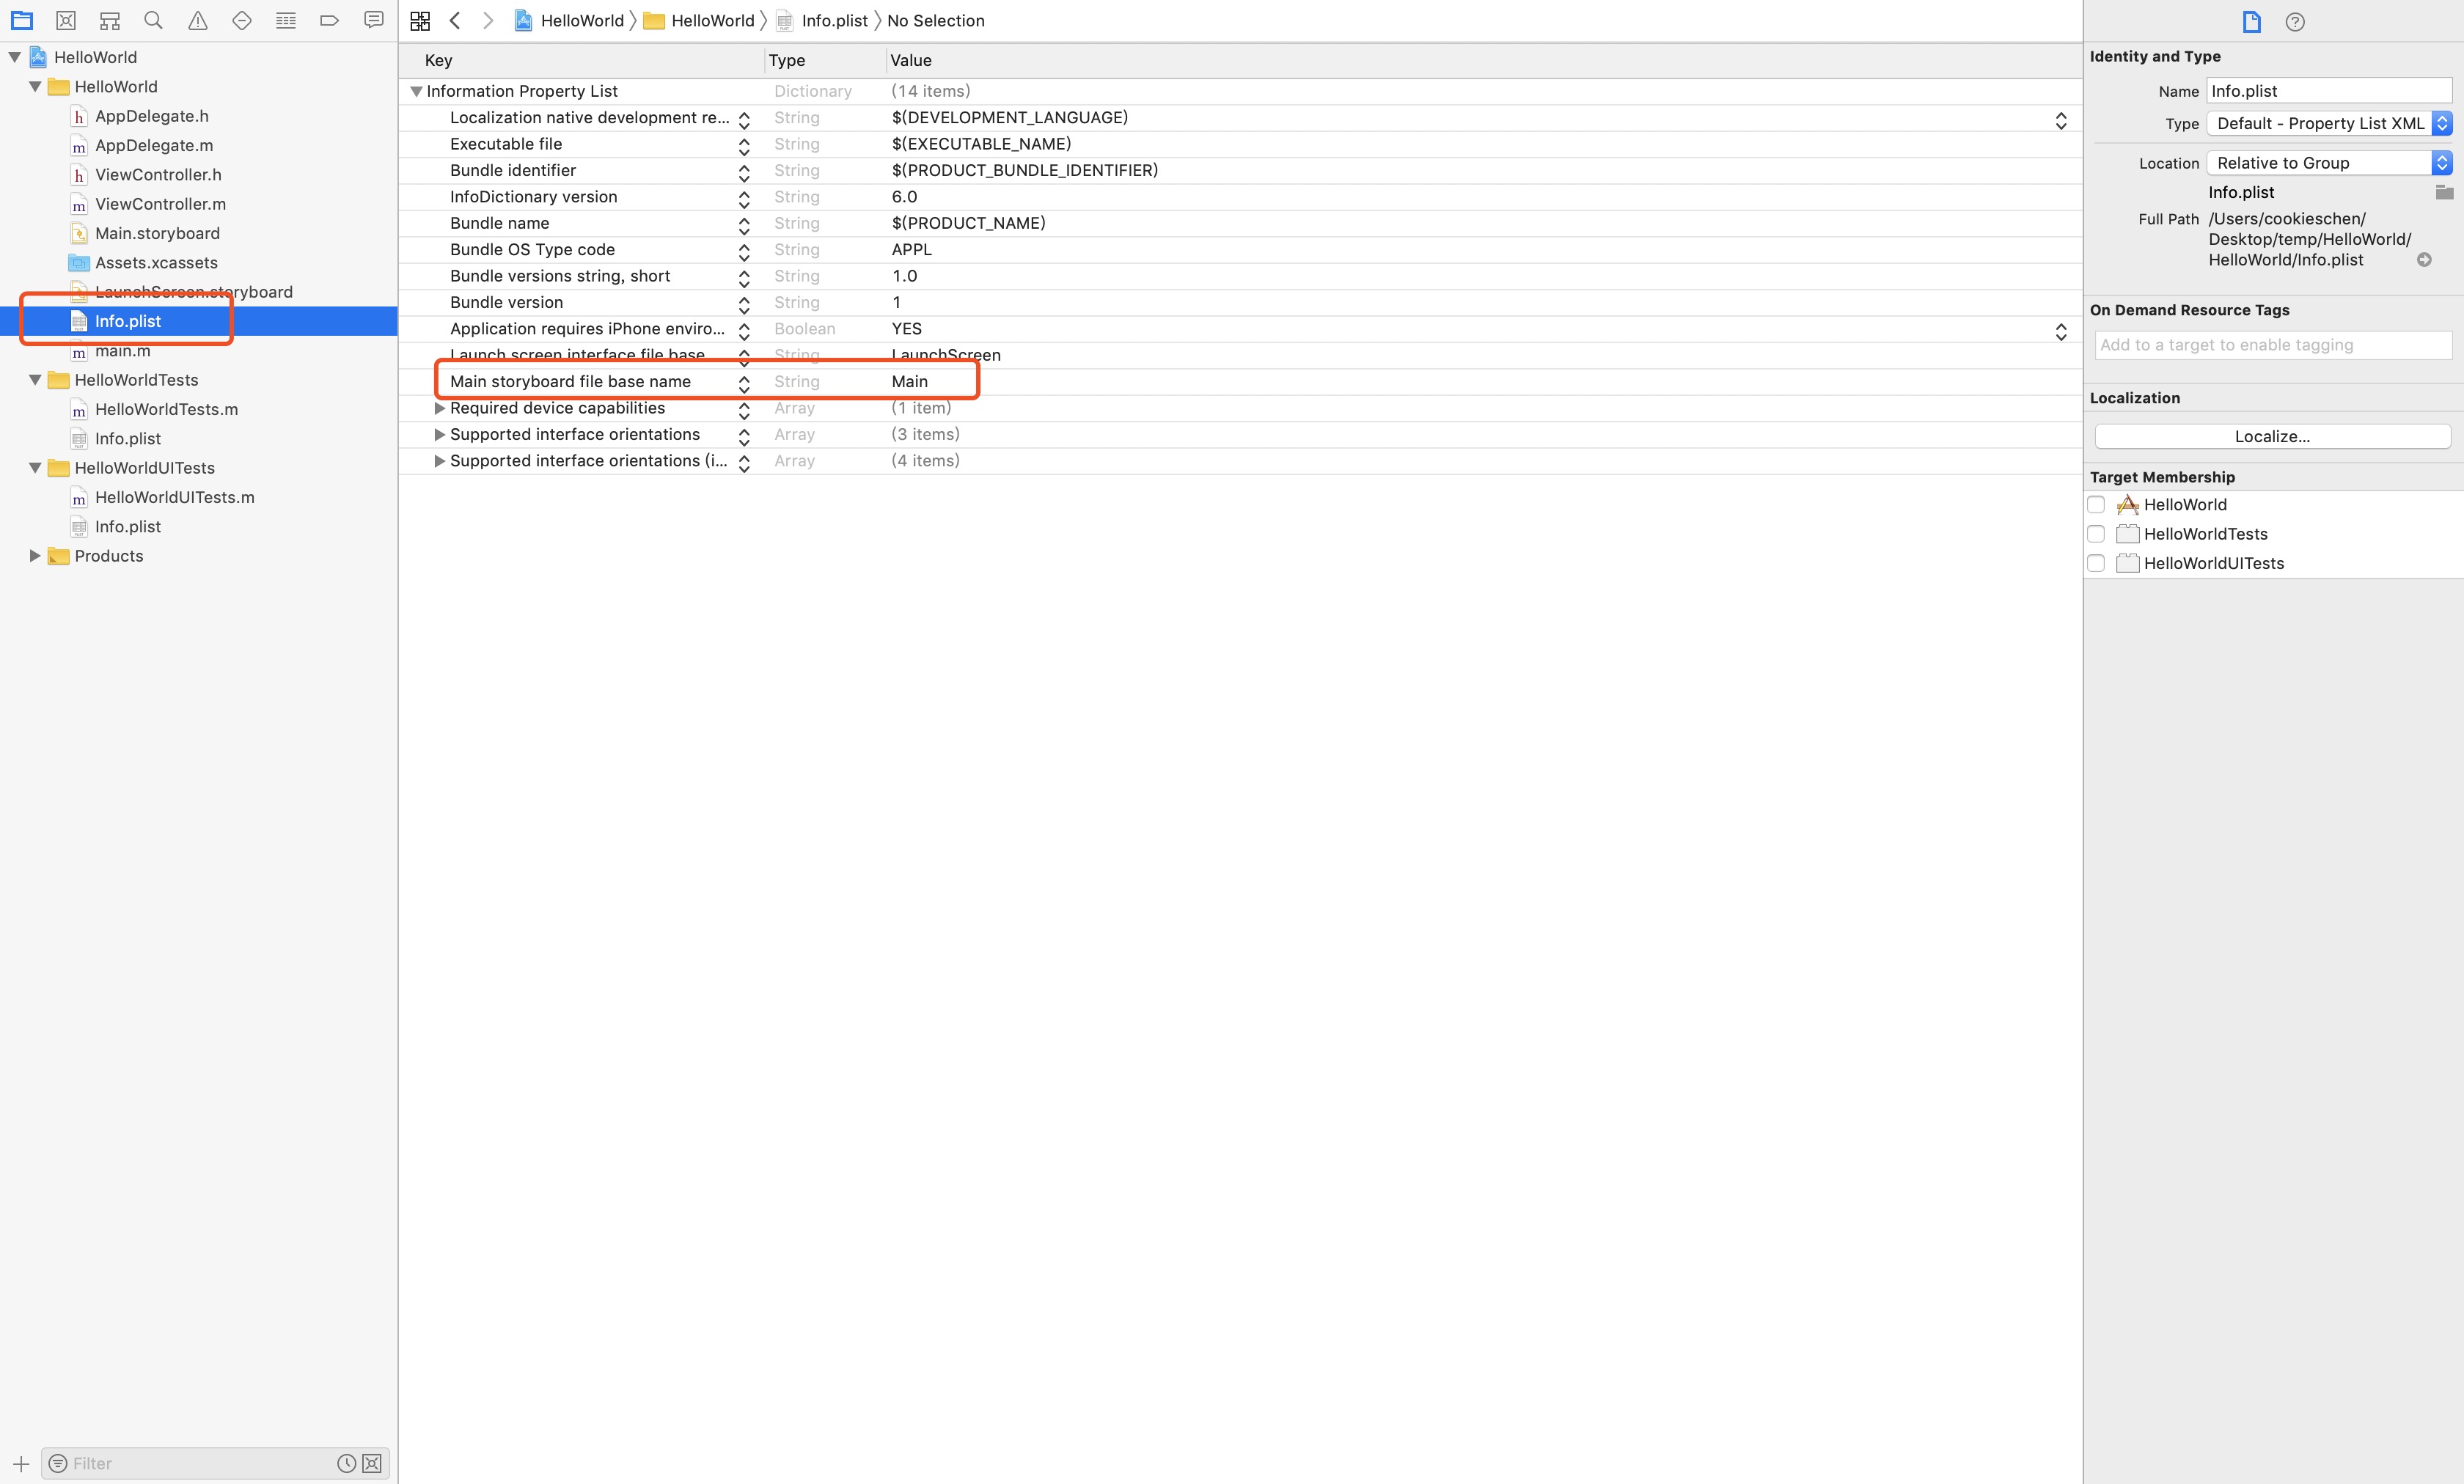 HelloWorld
HelloWorld
AppDelegate.h
AppDelegate.m
ViewController.h
ViewController.m
Main.storyboard
Assets.xcassets
LaunchScreen.storyboard
Info.plist
main.m
HelloWorldTests
HelloWorldTests.m
Info.plist
HelloWorldUITests
HelloWorldUITests.m
Info.plist
Products
Filter
HelloWorld HelloWorld Info.plist No Selection
Key Type Value
Information Property List Dictionary (14 items)
Localization native development re... String $(DEVELOPMENT_LANGUAGE)
Executable file String $(EXECUTABLE_NAME)
Bundle identifier String $(PRODUCT_BUNDLE_IDENTIFIER)
InfoDictionary version String 6.0
Bundle name String $(PRODUCT_NAME)
Bundle OS Type code String APPL
Bundle versions string, short String 1.0
Bundle version String 1
Application requires iPhone enviro... Boolean YES
Launch screen interface file base String LaunchScreen
Main storyboard file base name String Main
Required device capabilities Array (1 item)
Supported interface orientations Array (3 items)
Supported interface orientations (i... Array (4 items)
Identity and Type
Name Info.plist
Type Default - Property List XML
Location Relative to Group
Info.plist
Full Path /Users/cookieschen/
Desktop/temp/HelloWorld/
HelloWorld/Info.plist
On Demand Resource Tags
Add to a target to enable tagging
Localization
Localize...
Target Membership
HelloWorld
HelloWorldTests
HelloWorldUITests